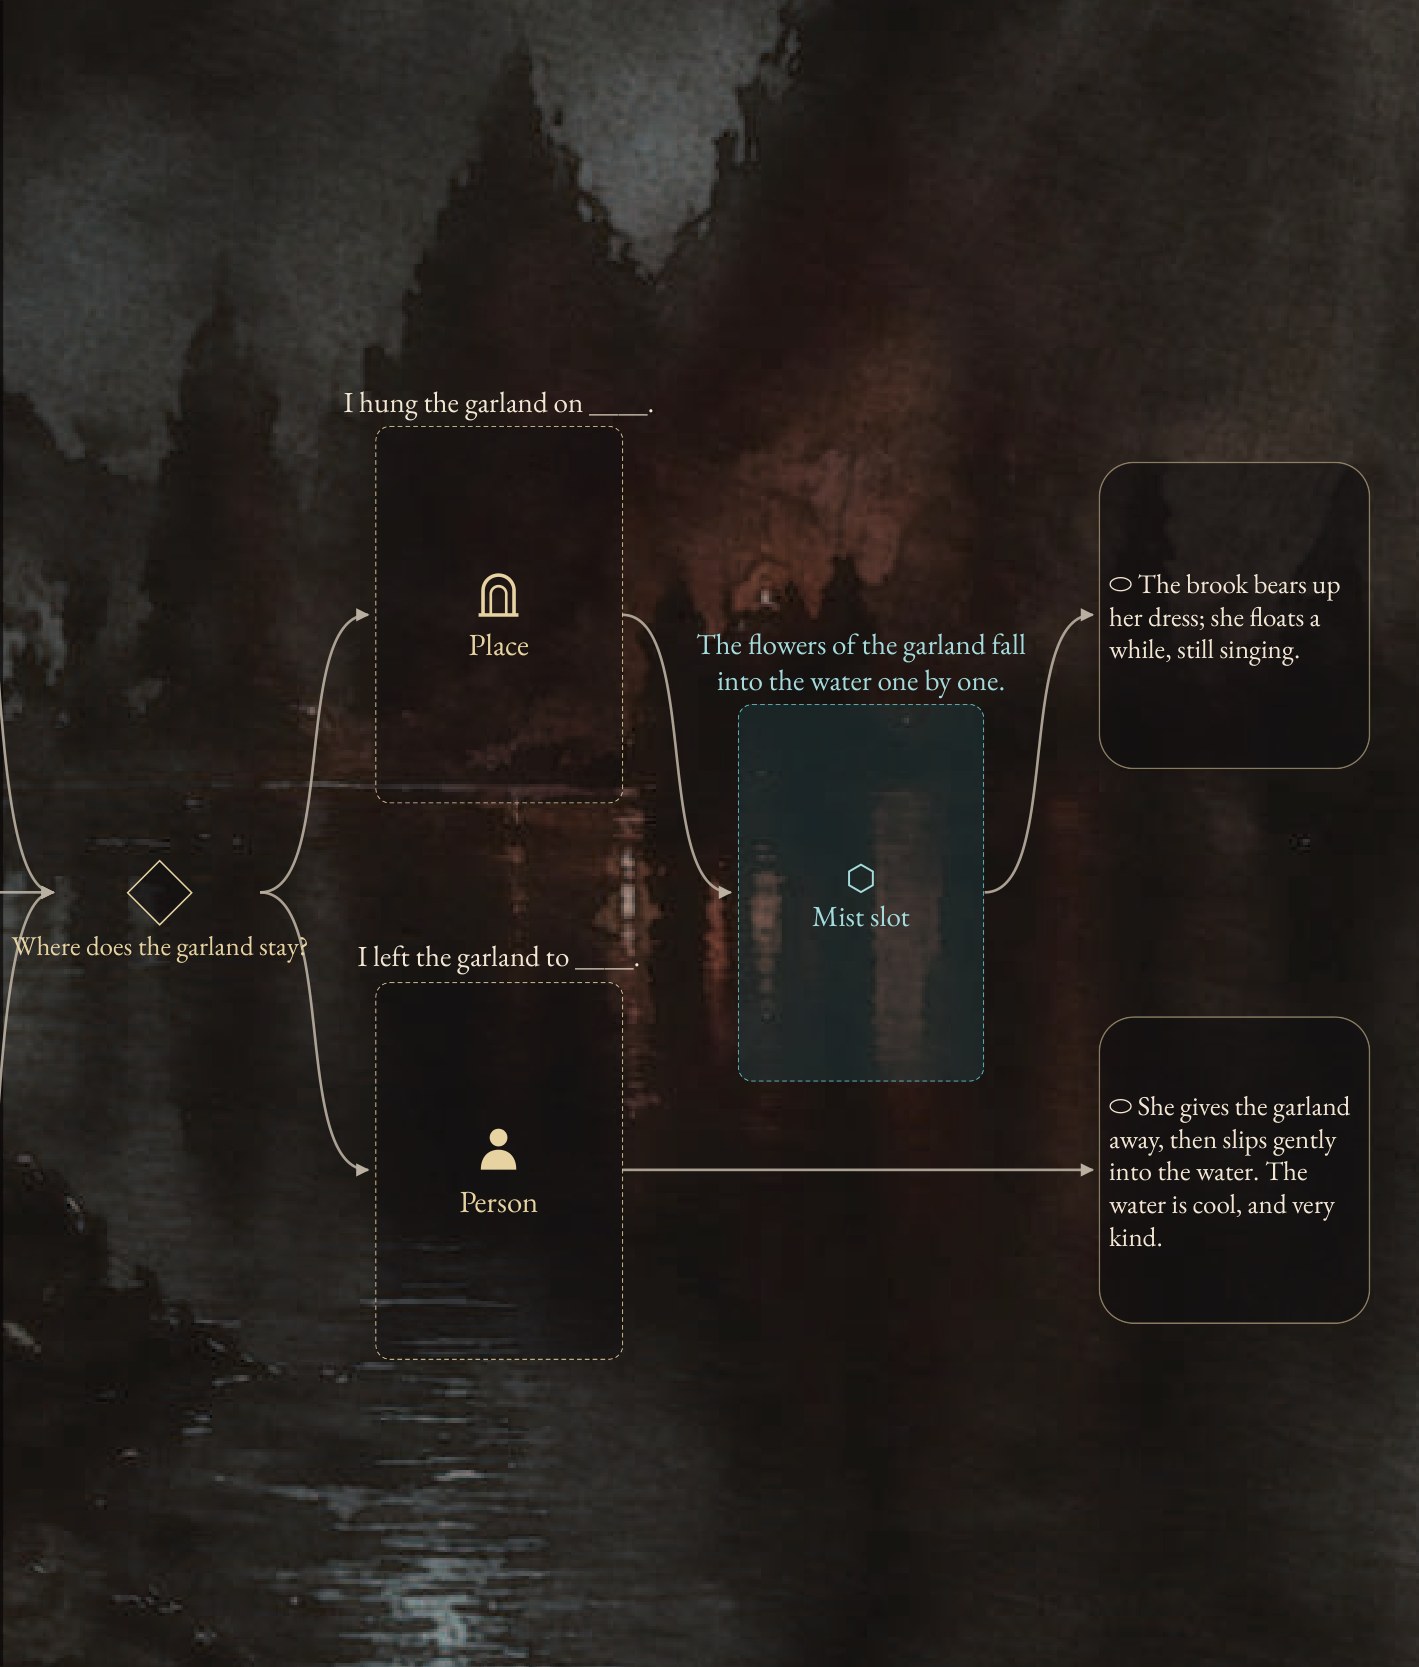 I hung the garland on _____.
Place
The flowers of the garland fall
into the water one by one.
Mist slot
The brook bears up
her dress; she floats a
while, still singing.
Where does the garland stay?
I left the garland to _____.
Person
She gives the garland
away, then slips gently
into the water. The
water is cool, and very
kind.